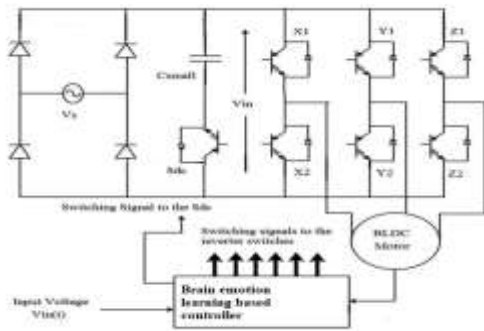 X1
Y1
Z1
Csmall
Vin
Vs
Sdc
X2
Y2
Z2
Switching Signal to the Sdc
Switching signals to the
inverter switches
BLDC
Motor
Brain emotion
learning based
controller
Input Voltage
Vin(t)